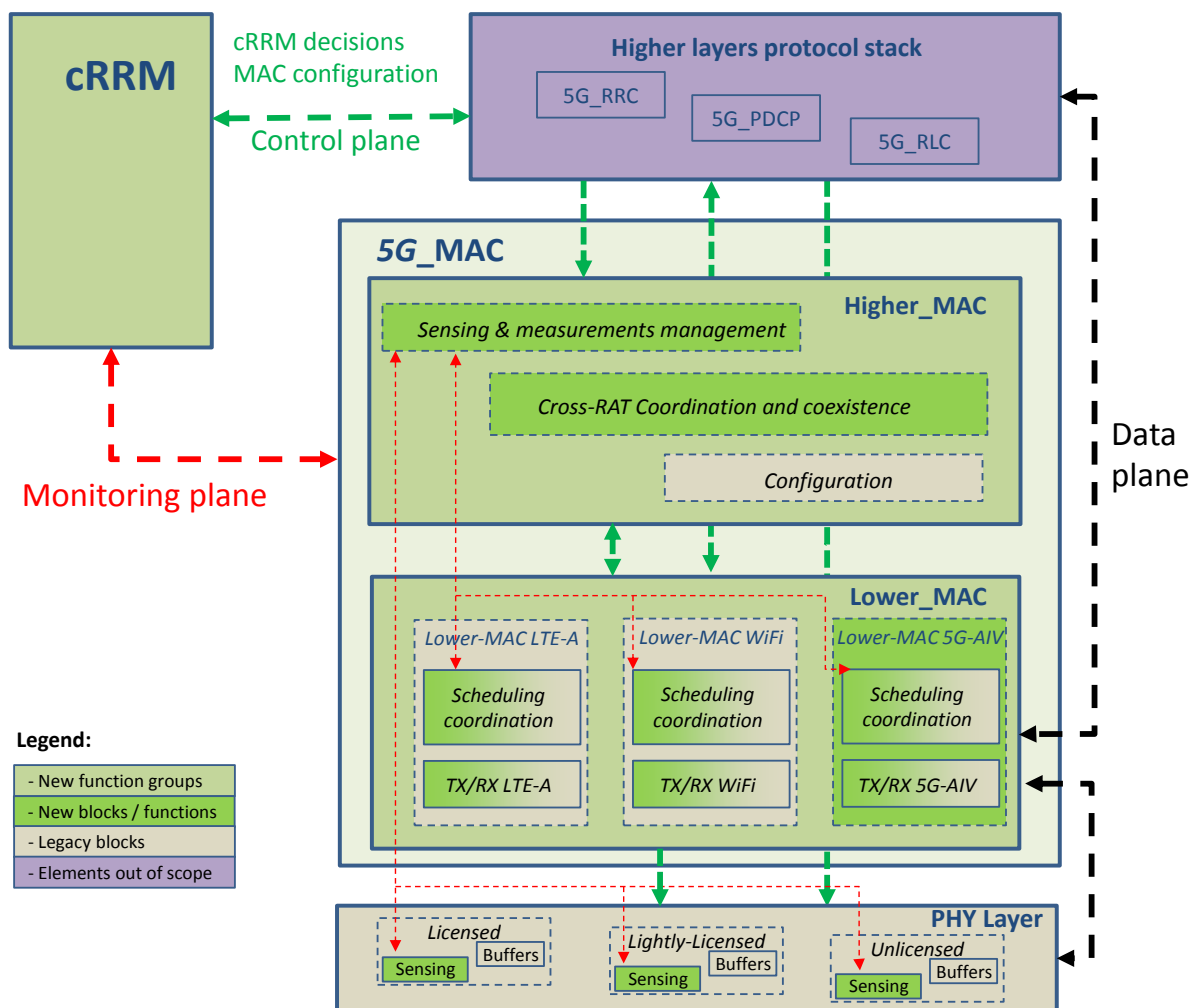 cRRM
cRRM decisions
MAC configuration
Control plane
Higher layers protocol stack
5G_RRC
5G_PDCP
5G_RLC
5G_MAC
Higher_MAC
Sensing & measurements management
Cross-RAT Coordination and coexistence
Configuration
Monitoring plane
Data
plane
Lower_MAC
Lower-MAC LTE-A
Scheduling
coordination
TX/RX LTE-A
Lower-MAC WiFi
Scheduling
coordination
TX/RX WiFi
Lower-MAC 5G-AIV
Scheduling
coordination
TX/RX 5G-AIV
Legend:
- New function groups
- New blocks / functions
- Legacy blocks
- Elements out of scope
PHY Layer
Licensed
Buffers
Sensing
Lightly-Licensed
Buffers
Sensing
Unlicensed
Buffers
Sensing